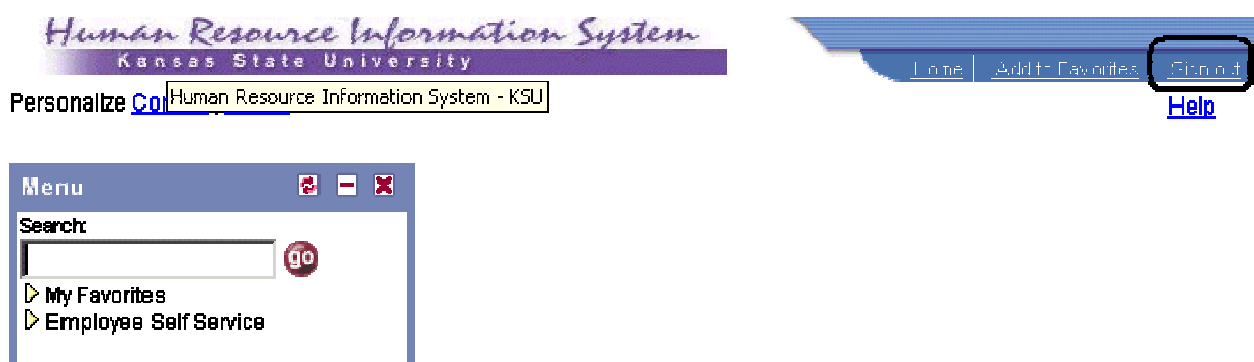 Human Resource Information System
Kansas State University
Home Add to Favorites Sign out
Personalize Co Human Resource Information System - KSU
Help
Menu
Search:
go
My Favorites
Employee Self Service